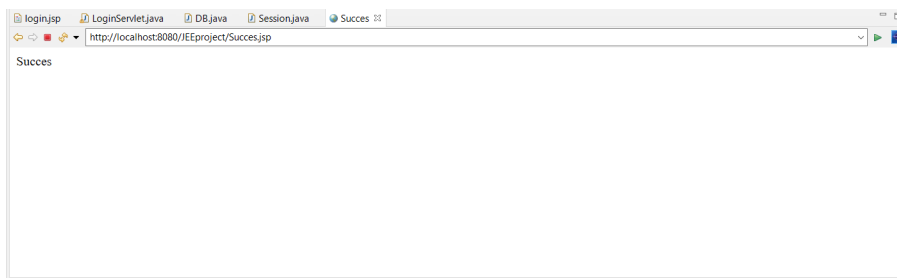 login.jsp LoginServlet.java DB.java Session.java Succes
http://localhost:8080/JEEproject/Succes.jsp
Succes